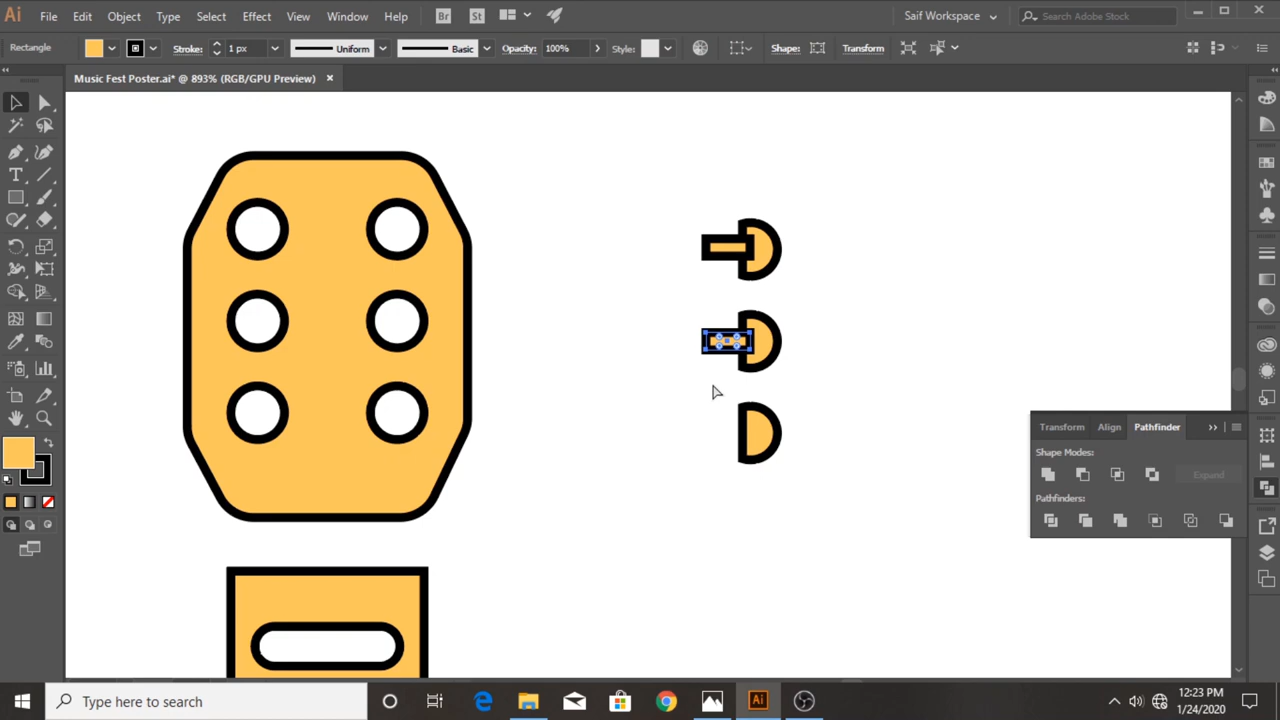 Ai File Edit Object Type Select Effect View Window Help Br St Saif Workspace Search Adobe Stock
Rectangle Stroke: 1 px Uniform Basic Opacity: 100% Style: Shape: Transform
Music Fest Poster.ai* @ 893% (RGB/GPU Preview)
Transform Align Pathfinder
Shape Modes:
Expand
Pathfinders:
Type here to search
Ai
12:23 PM
1/24/2020